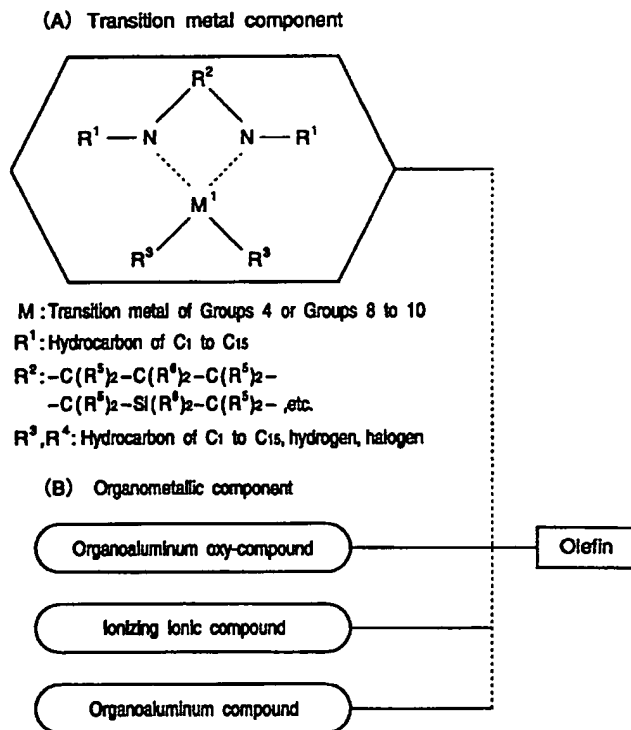 (A) Transition metal component
R²
R¹—N N—R¹
M¹
R³ R³
M : Transition metal of Groups 4 or Groups 8 to 10
R¹ : Hydrocarbon of C₁ to C₁₅
R² : –C(R⁵)₂–C(R⁶)₂–C(R⁵)₂–
–C(R⁵)₂–Si(R⁶)₂–C(R⁵)₂– ,etc.
R³,R⁴ : Hydrocarbon of C₁ to C₁₅, hydrogen, halogen
(B) Organometallic component
Organoaluminum oxy-compound
Olefin
Ionizing ionic compound
Organoaluminum compound